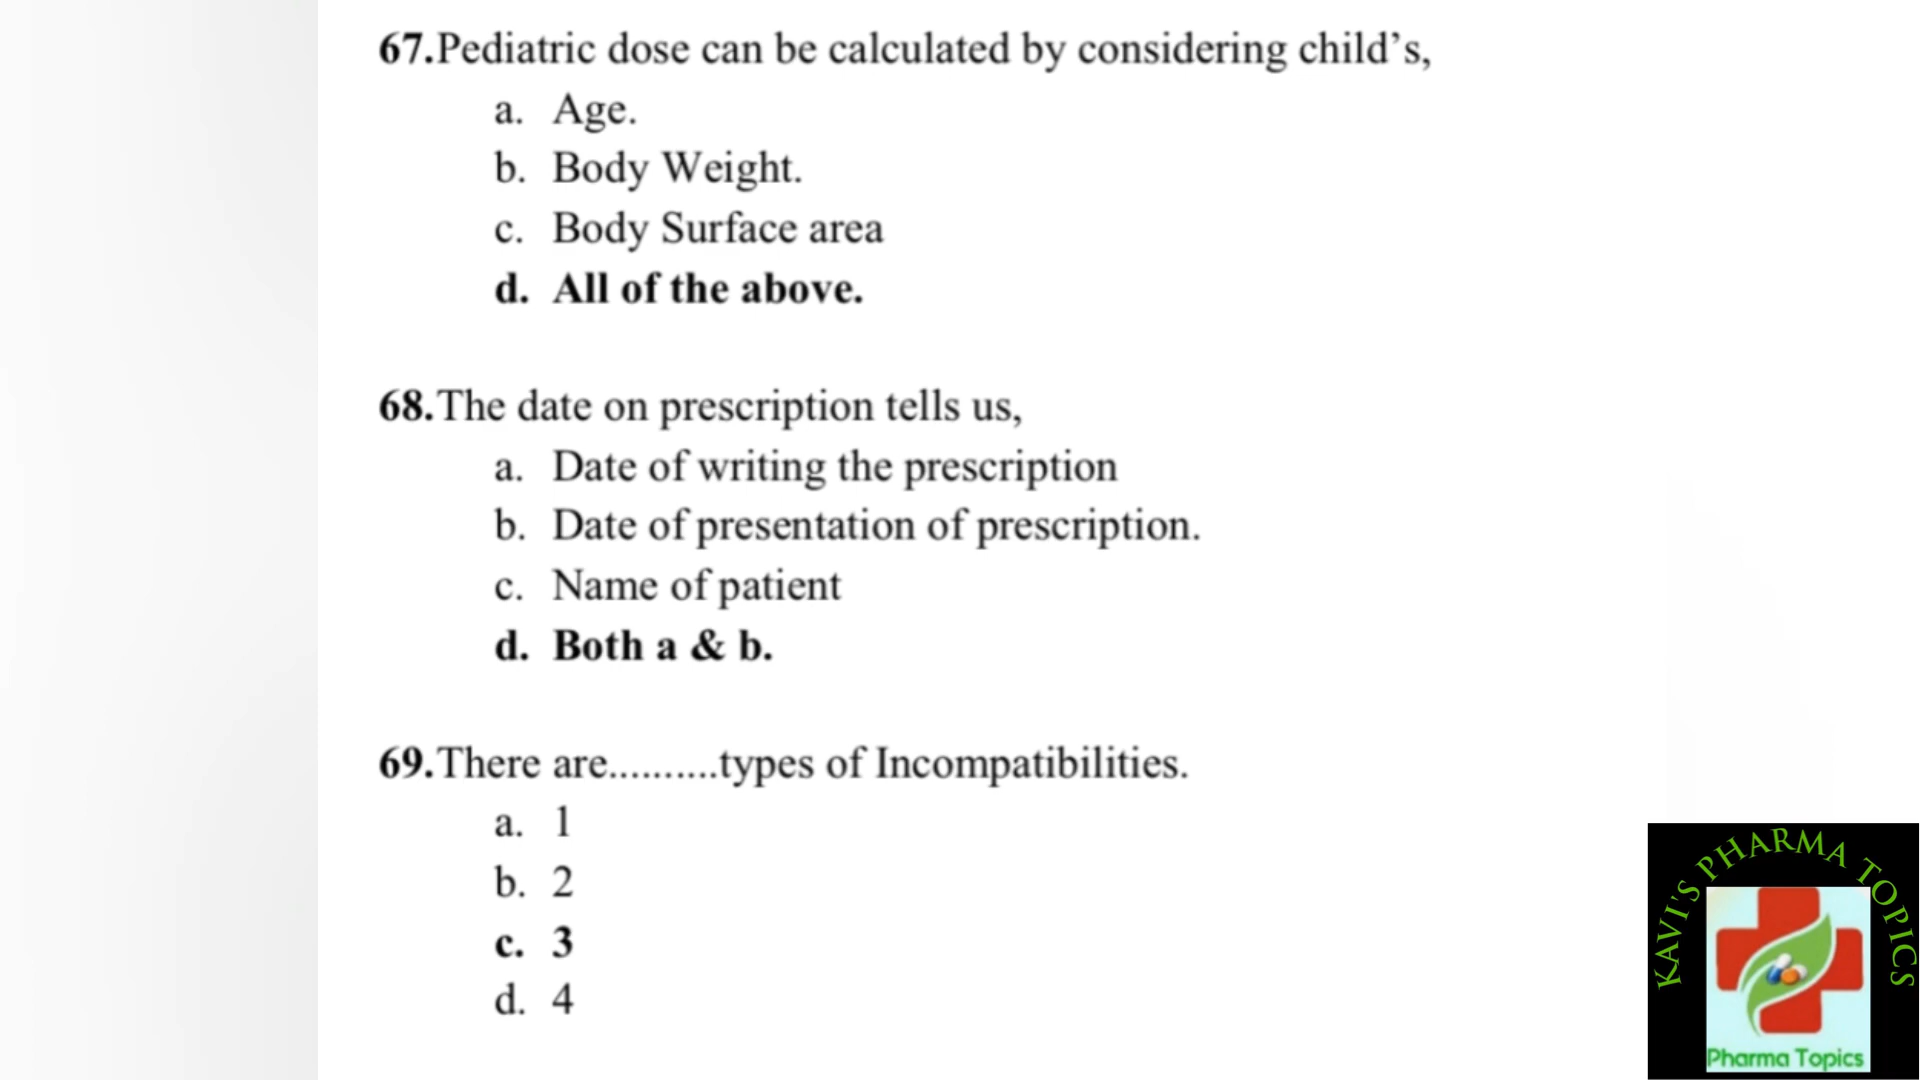 67.Pediatric dose can be calculated by considering child’s,
a. Age.
b. Body Weight.
c. Body Surface area
d. All of the above.
68.The date on prescription tells us,
a. Date of writing the prescription
b. Date of presentation of prescription.
c. Name of patient
d. Both a & b.
69.There are..........types of Incompatibilities.
a. 1
b. 2
c. 3
d. 4
KAVI'S PHARMA TOPICS
Pharma Topics